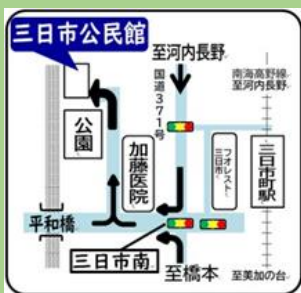 三日市公民館
至河内長野
国道371号
南海高野線
至河内長野
公園
加藤医院
フォレスト三日市
三日市町駅
平和橋
三日市南
至橋本
至美加の台